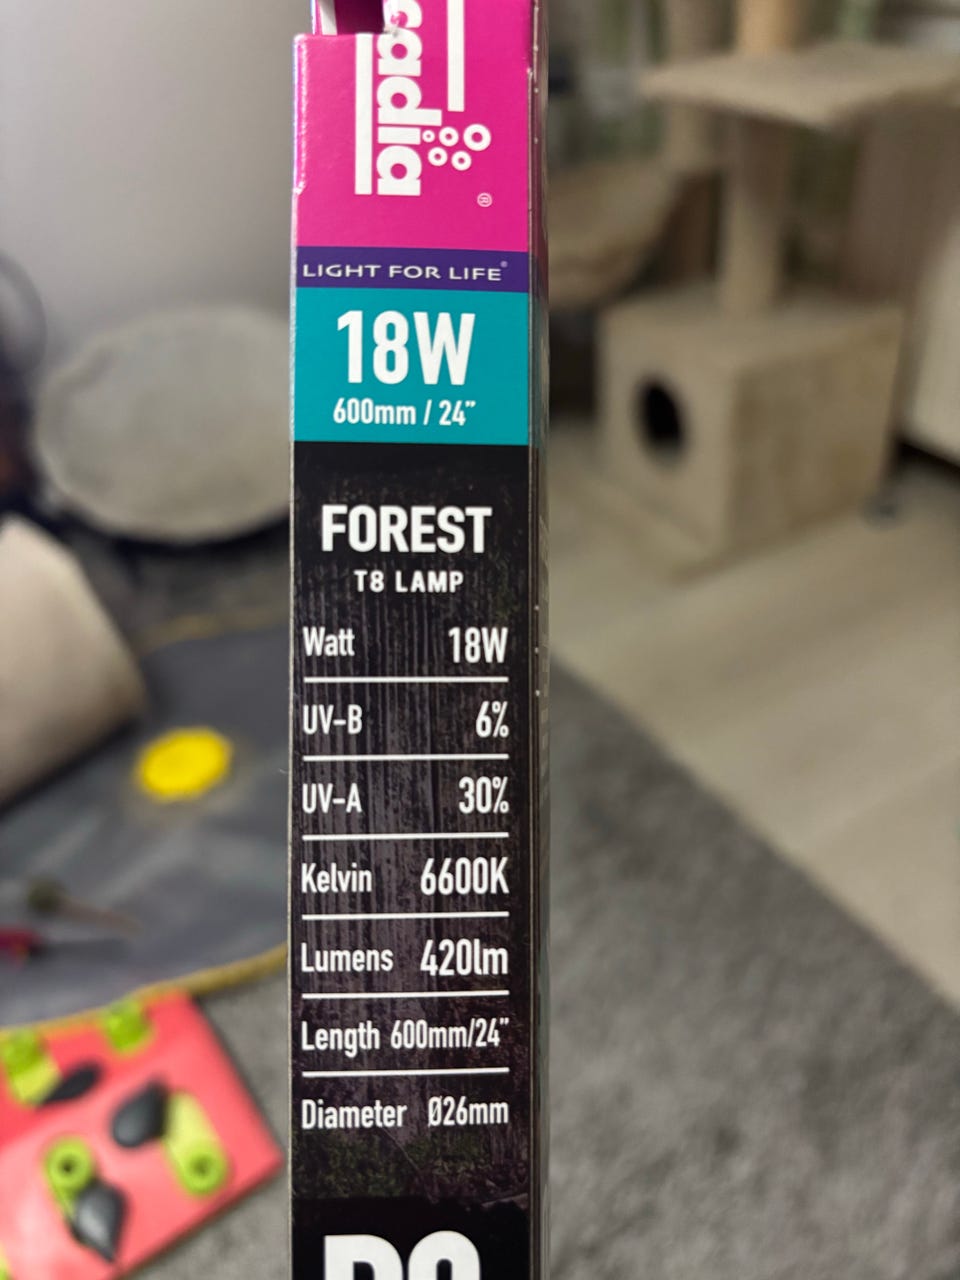 cadia
®
LIGHT FOR LIFE®
18W
600mm / 24”
FOREST
T8 LAMP
Watt 18W
UV-B 6%
UV-A 30%
Kelvin 6600K
Lumens 420lm
Length 600mm/24”
Diameter Ø26mm